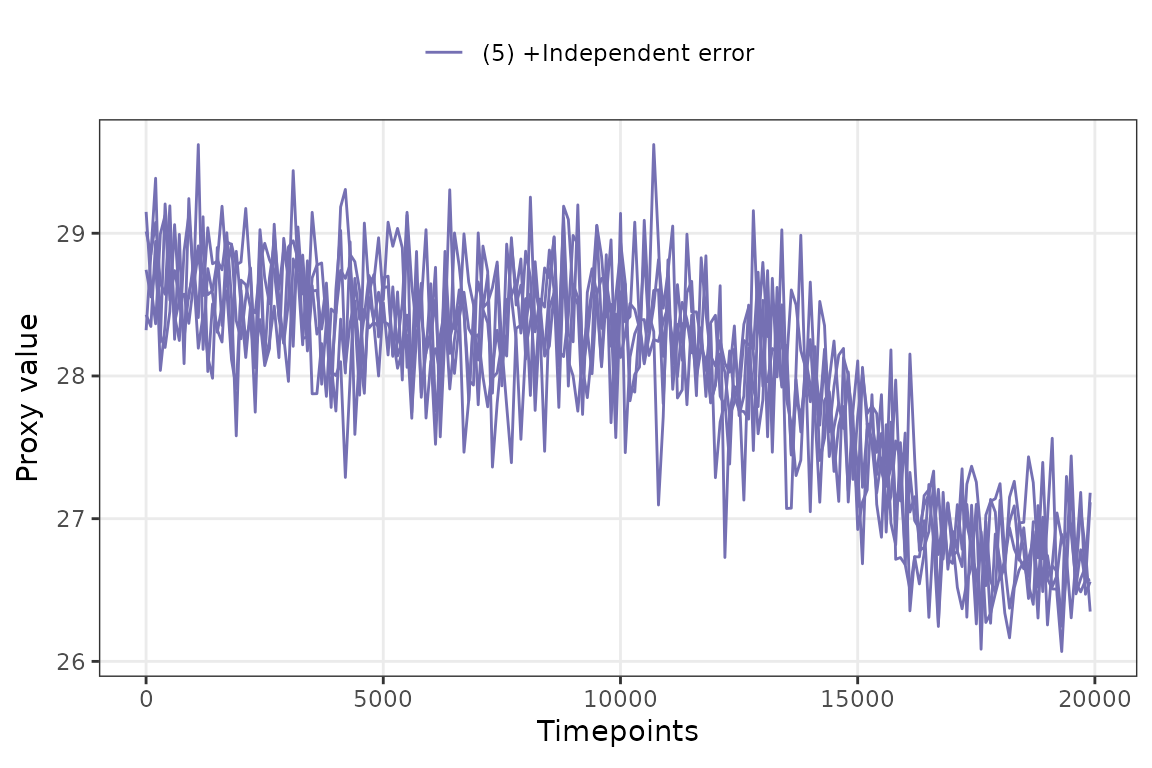 (5) +Independent error
Proxy value
29
28
27
26
0 5000 10000 15000 20000
Timepoints